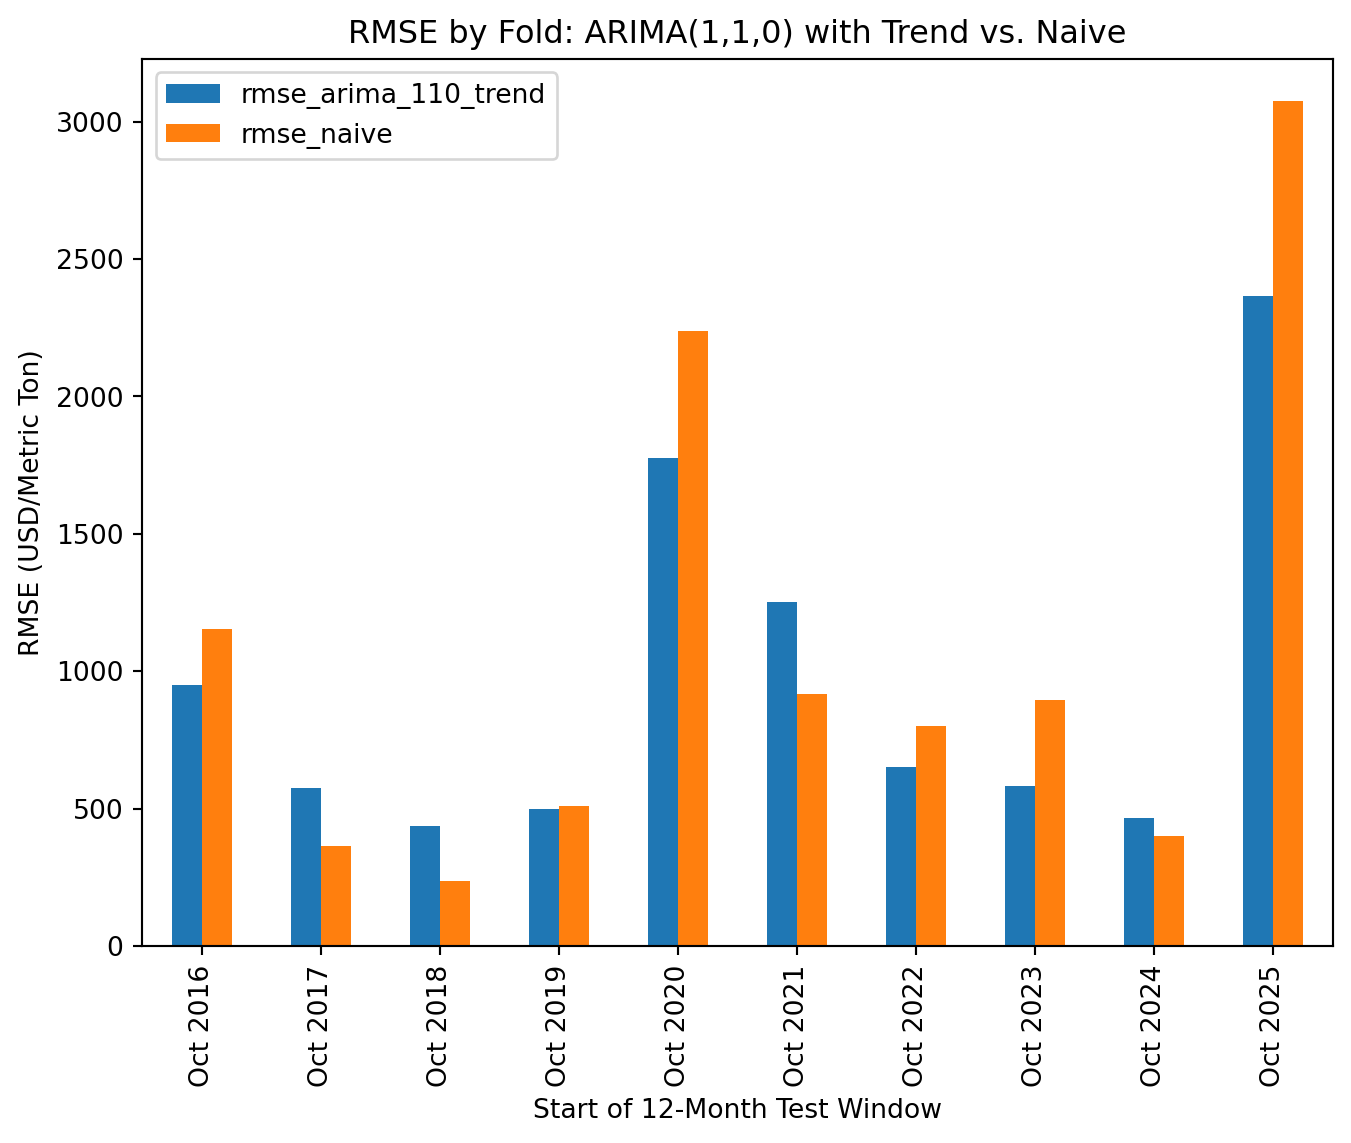 RMSE by Fold: ARIMA(1,1,0) with Trend vs. Naive
rmse_arima_110_trend
rmse_naive
RMSE (USD/Metric Ton)
3000
2500
2000
1500
1000
500
0
Oct 2016
Oct 2017
Oct 2018
Oct 2019
Oct 2020
Oct 2021
Oct 2022
Oct 2023
Oct 2024
Oct 2025
Start of 12-Month Test Window